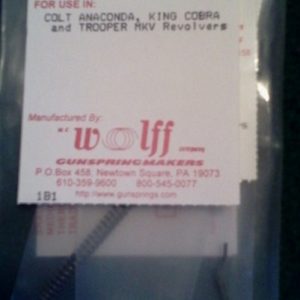 FOR USE IN:
COLT ANACONDA, KING COBRA
and TROOPER MKV Revolvers
Manufactured By:
W.C.
wolff
company
GUNSPRINGMAKERS
P.O.Box 458, Newtown Square, PA 19073
610-359-9600 800-545-0077
http://www.gunsprings.com
1B1